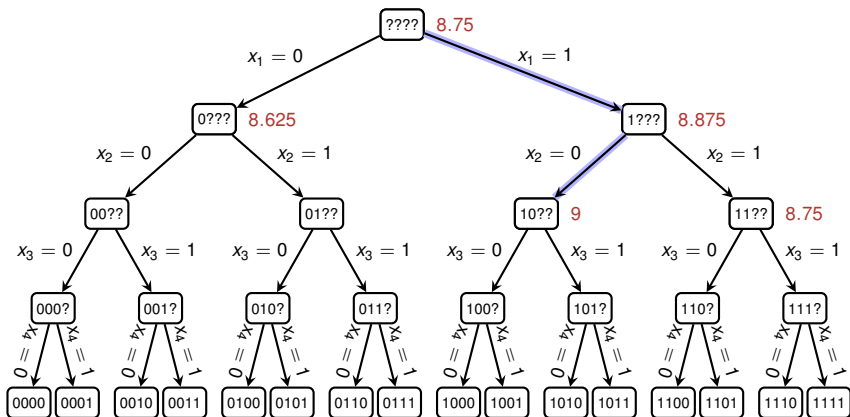 ???? 8.75
x₁ = 0 x₁ = 1
0??? 8.625 1??? 8.875
x₂ = 0 x₂ = 1 x₂ = 0 x₂ = 1
00?? 01?? 10?? 9 11?? 8.75
x₃ = 0 x₃ = 1 x₃ = 0 x₃ = 1 x₃ = 0 x₃ = 1 x₃ = 0 x₃ = 1
000? 001? 010? 011? 100? 101? 110? 111?
x₄ = 0 x₄ = 1 x₄ = 0 x₄ = 1 x₄ = 0 x₄ = 1 x₄ = 0 x₄ = 1 x₄ = 0 x₄ = 1 x₄ = 0 x₄ = 1 x₄ = 0 x₄ = 1 x₄ = 0 x₄ = 1
0000 0001 0010 0011 0100 0101 0110 0111 1000 1001 1010 1011 1100 1101 1110 1111